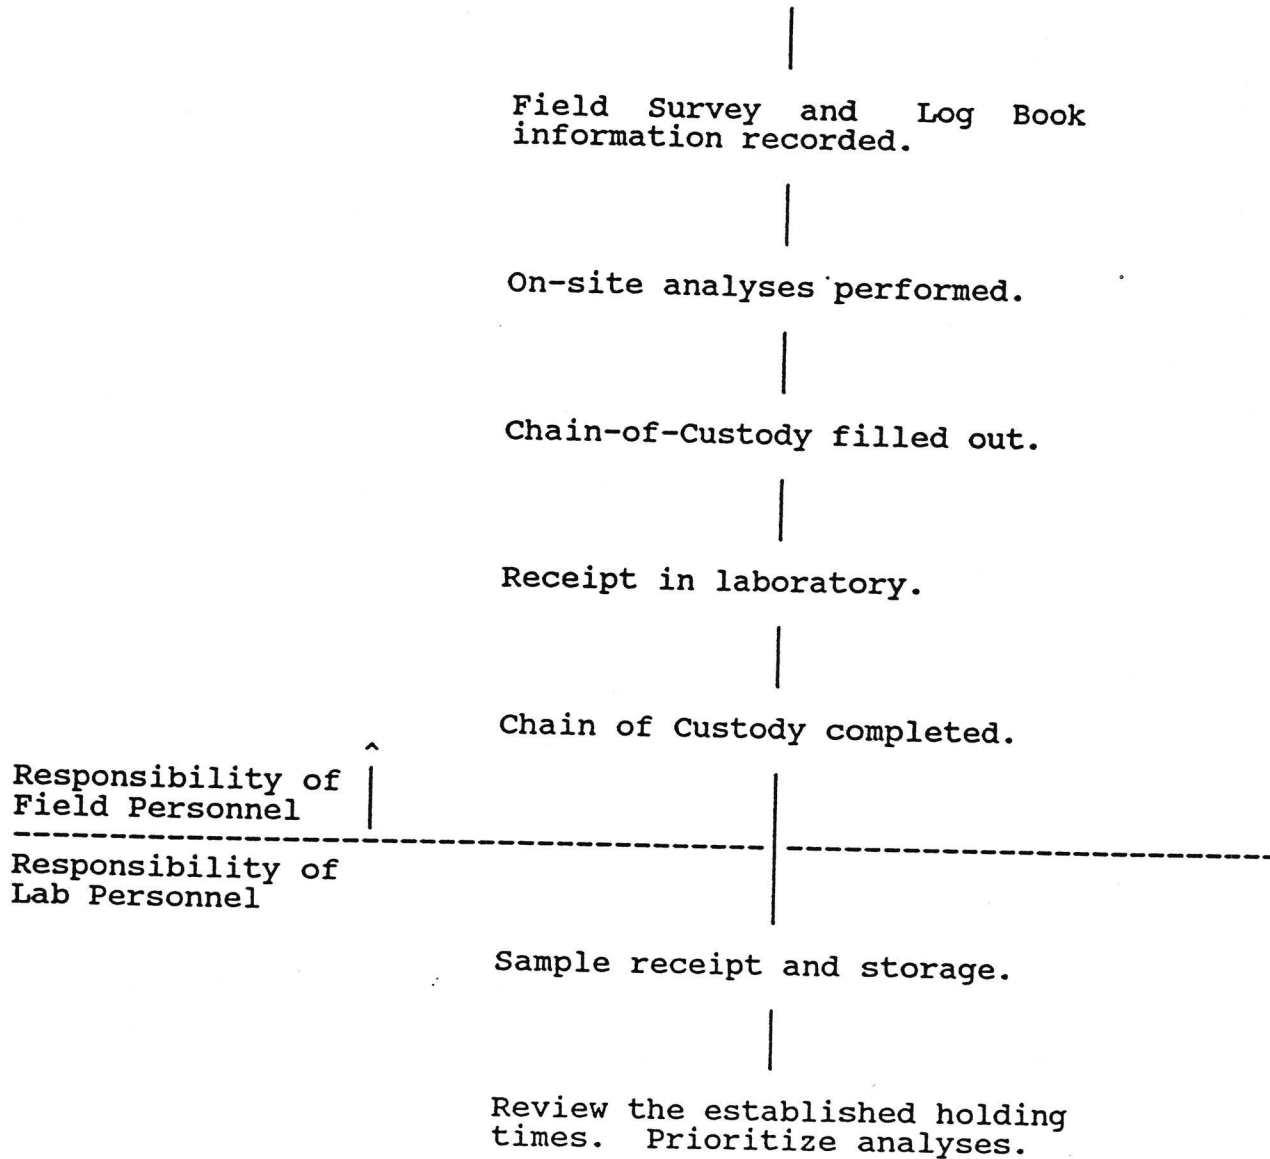 Field Survey and Log Book
information recorded.
On-site analyses performed.
Chain-of-Custody filled out.
Receipt in laboratory.
Chain of Custody completed.
Responsibility of
Field Personnel
Responsibility of
Lab Personnel
Sample receipt and storage.
Review the established holding
times. Prioritize analyses.